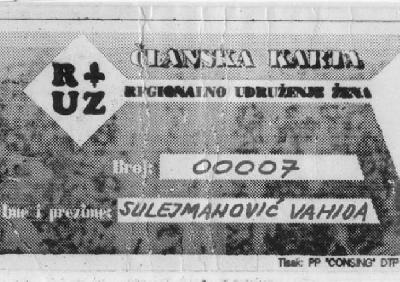 R+
UZ
ČLANSKA KARTA
REGIONALNO UDRUŽENJE ŽENA
Broj: 00007
Ime i prezime: SULEJMANOVIĆ VAHIDA
Tisak: PP "CONSING" DTP